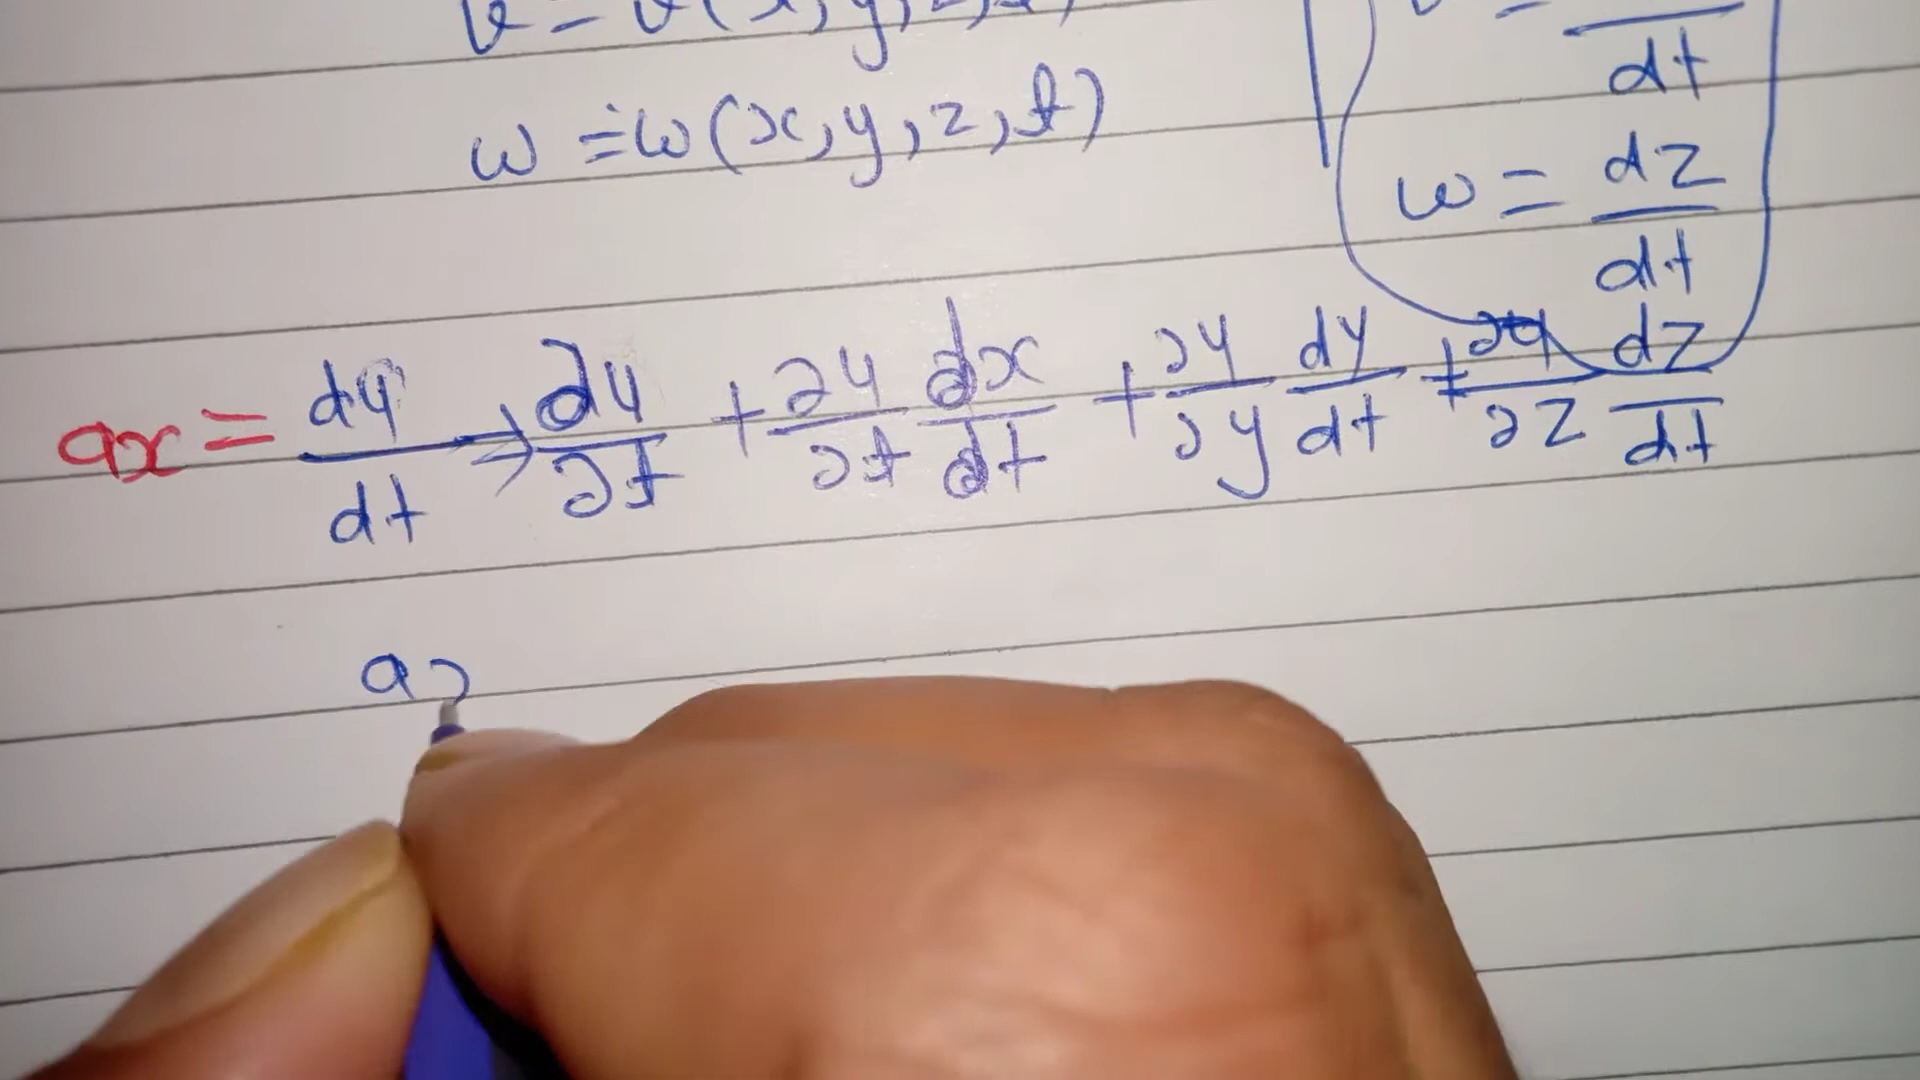 v = v(x,y,z,t)
w = w(x,y,z,t)
dt
w = dz/dt
ax = du/dt ⇒ ∂u/∂t + ∂u/∂t dx/dt + ∂u/∂y dy/dt + ∂u/∂z dz/dt
a